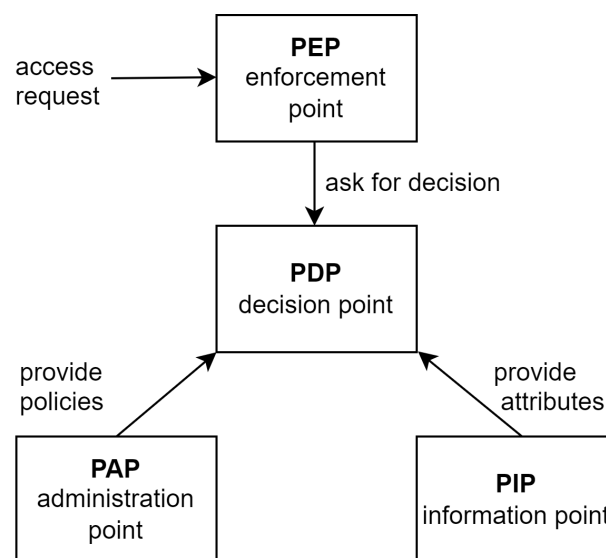 PEP
enforcement
point
access
request
ask for decision
PDP
decision point
provide
policies
provide
attributes
PAP
administration
point
PIP
information point